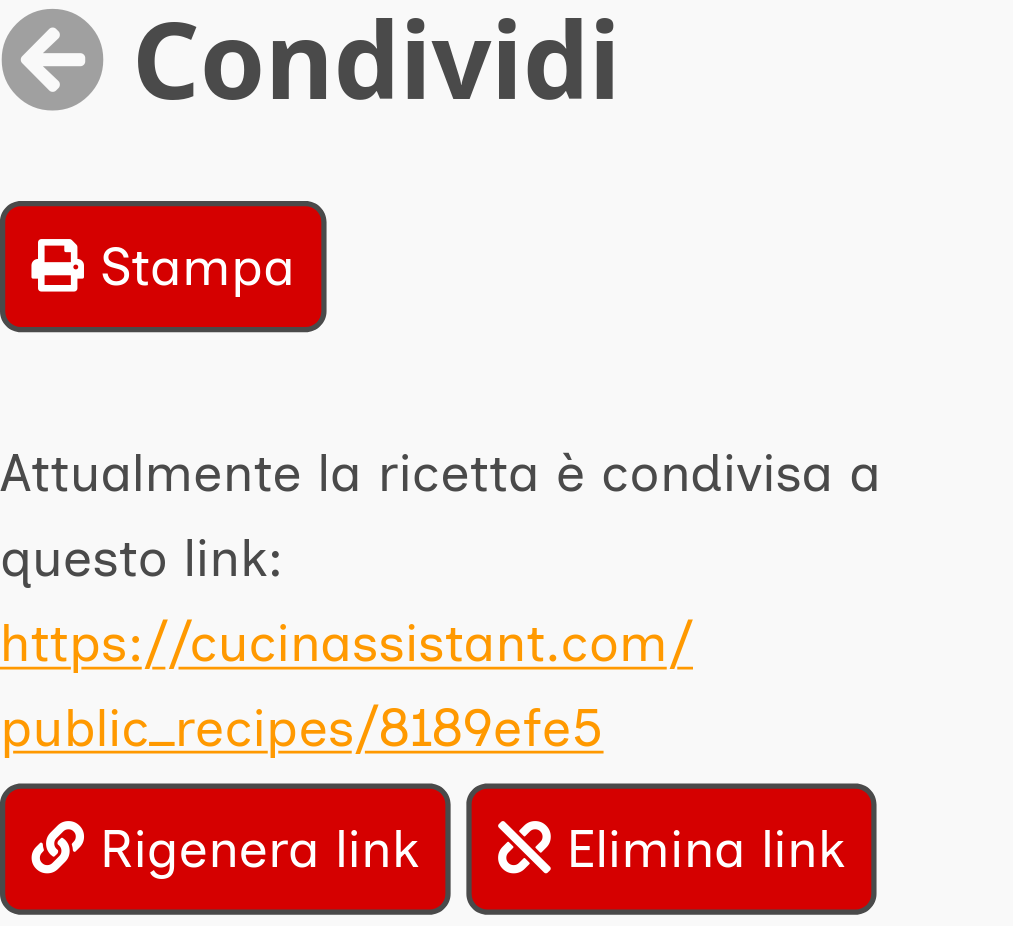 Condividi
Stampa
Attualmente la ricetta è condivisa a
questo link:
https://cucinassistant.com/
public_recipes/8189efe5
Rigenera link
Elimina link